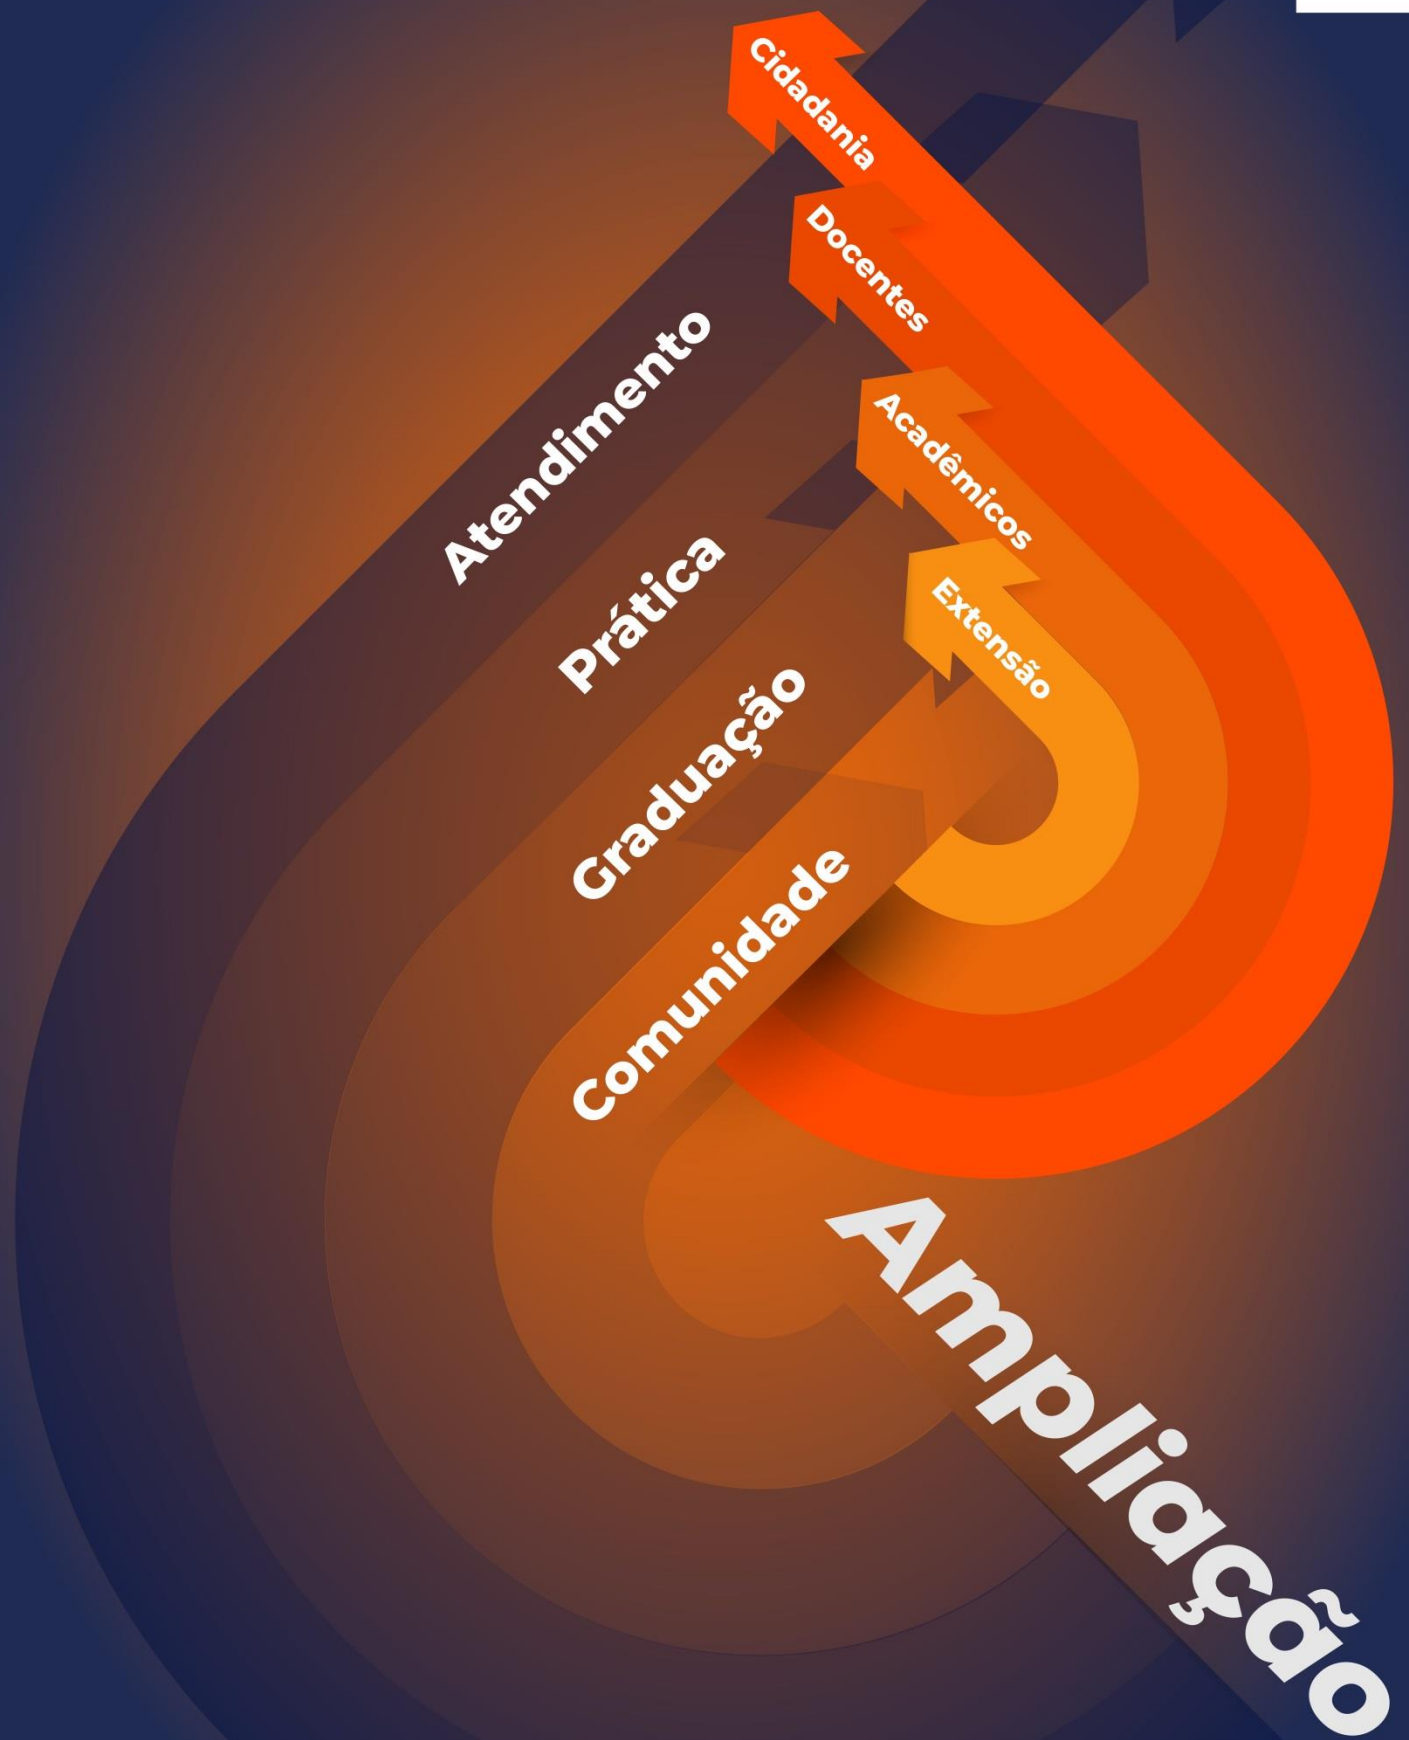 Cidadania
Docentes
Acadêmicos
Extensão
Atendimento
Prática
Graduação
Comunidade
Ampliação